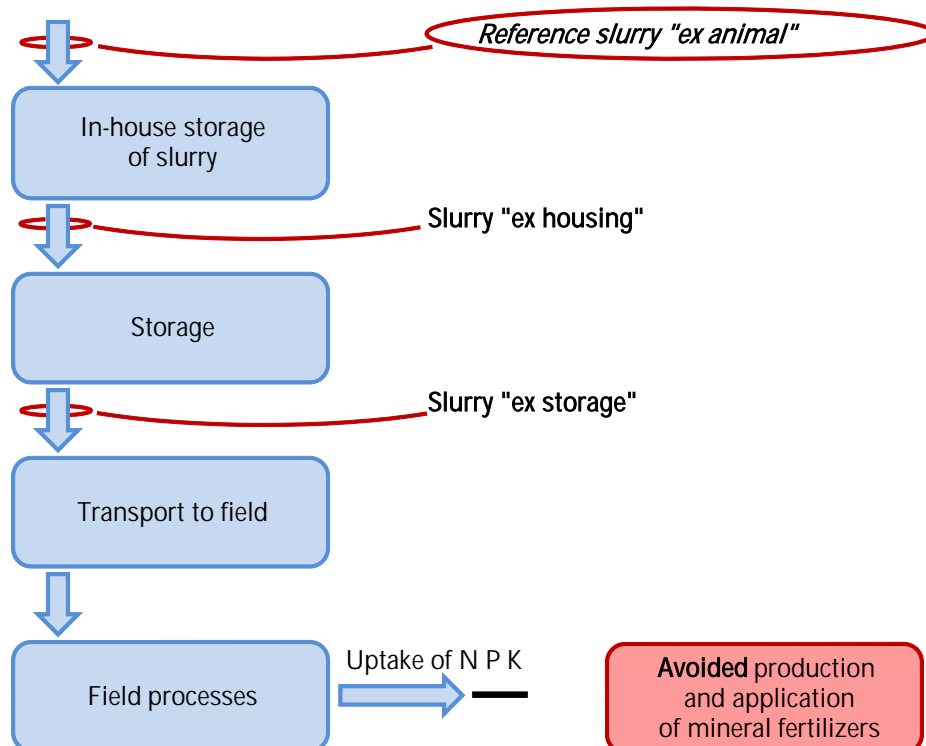 Reference slurry "ex animal"
In-house storage
of slurry
Slurry "ex housing"
Storage
Slurry "ex storage"
Transport to field
Uptake of N P K
Field processes
Avoided production
and application
of mineral fertilizers